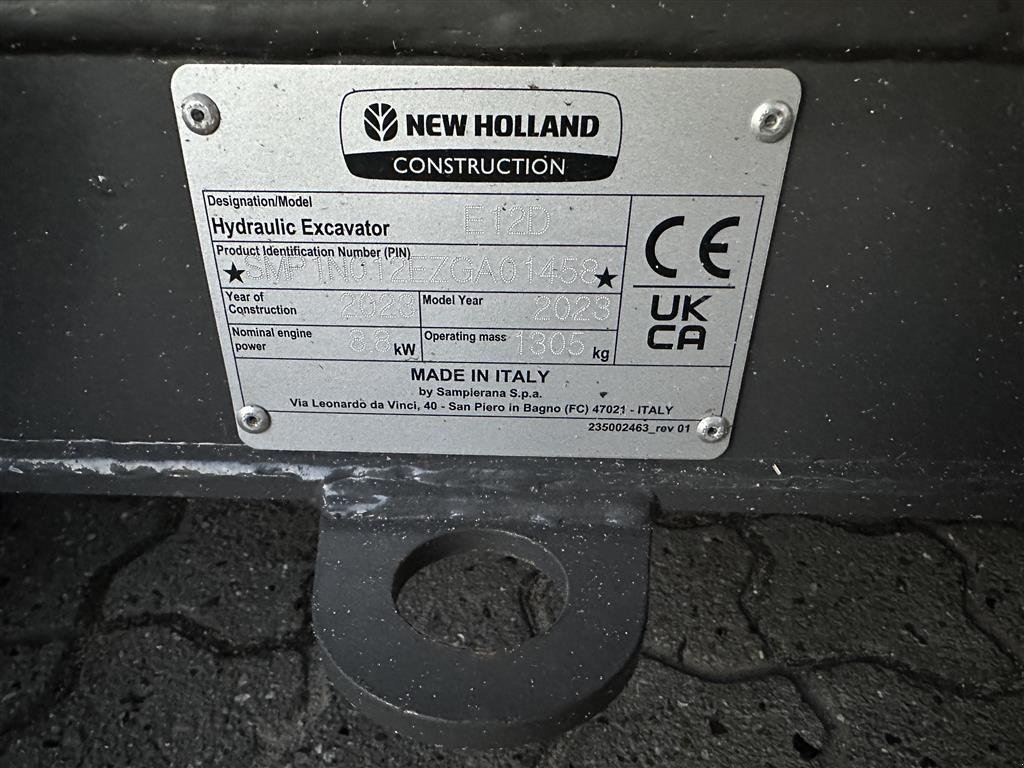 NEW HOLLAND
CONSTRUCTION
Designation/Model
Hydraulic Excavator E12D
Product Identification Number (PIN)
★SMP1NC12EZGA01458★
Year of Construction 2023 Model Year 2023
Nominal engine power 8.8 kW Operating mass 1305 kg
CE
UK
CA
MADE IN ITALY
by Sampierana S.p.a.
Via Leonardo da Vinci, 40 - San Piero in Bagno (FC) 47021 - ITALY
235002463_rev 01